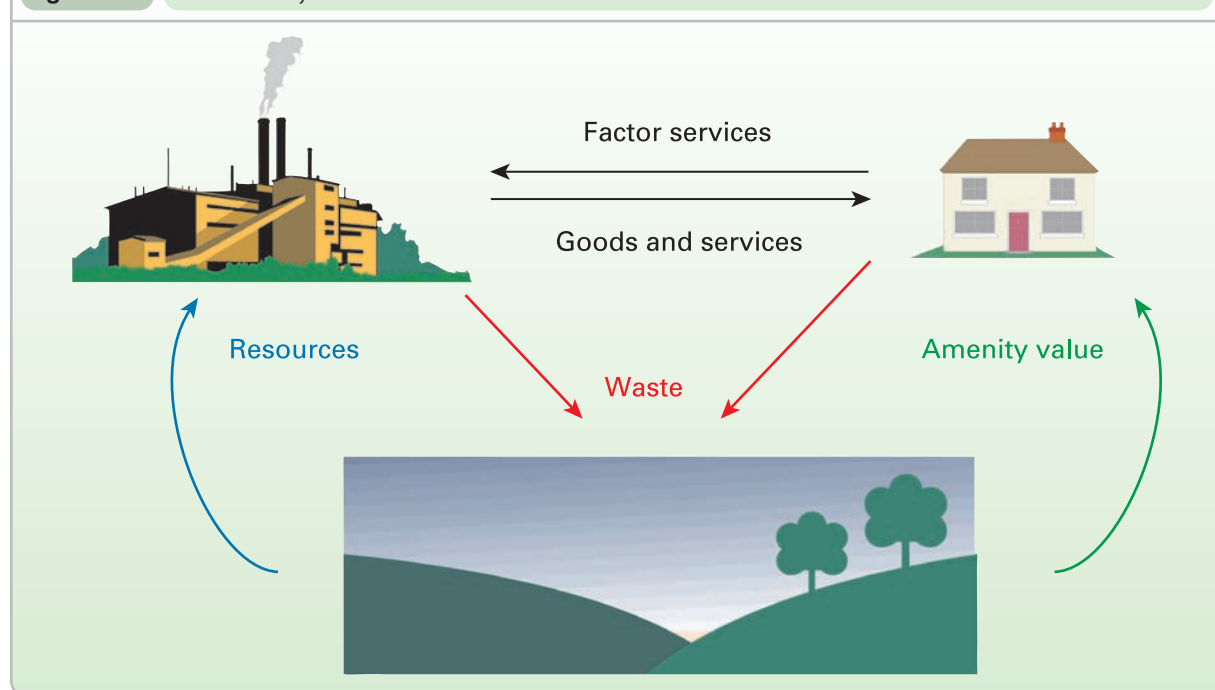 Factor services
Goods and services
Resources
Amenity value
Waste